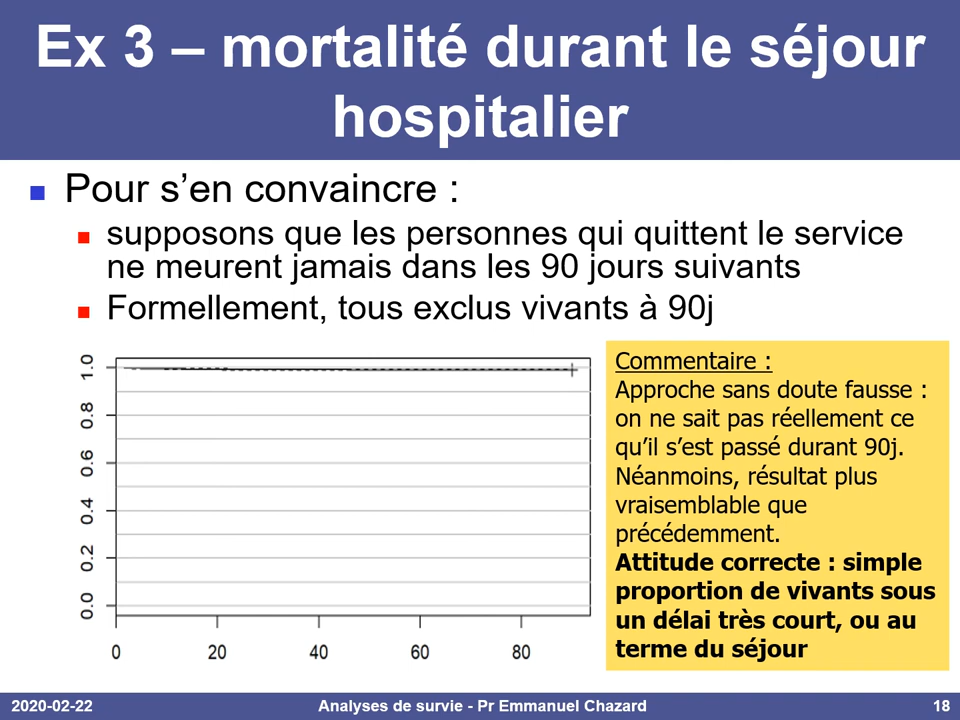 Ex 3 – mortalité durant le séjour
hospitalier
Pour s’en convaincre :
supposons que les personnes qui quittent le service
ne meurent jamais dans les 90 jours suivants
Formellement, tous exclus vivants à 90j
1.0
0.8
0.6
0.4
0.2
0.0
0 20 40 60 80
Commentaire :
Approche sans doute fausse :
on ne sait pas réellement ce
qu’il s’est passé durant 90j.
Néanmoins, résultat plus
vraisemblable que
précédemment.
Attitude correcte : simple
proportion de vivants sous
un délai très court, ou au
terme du séjour
2020-02-22 Analyses de survie - Pr Emmanuel Chazard 18